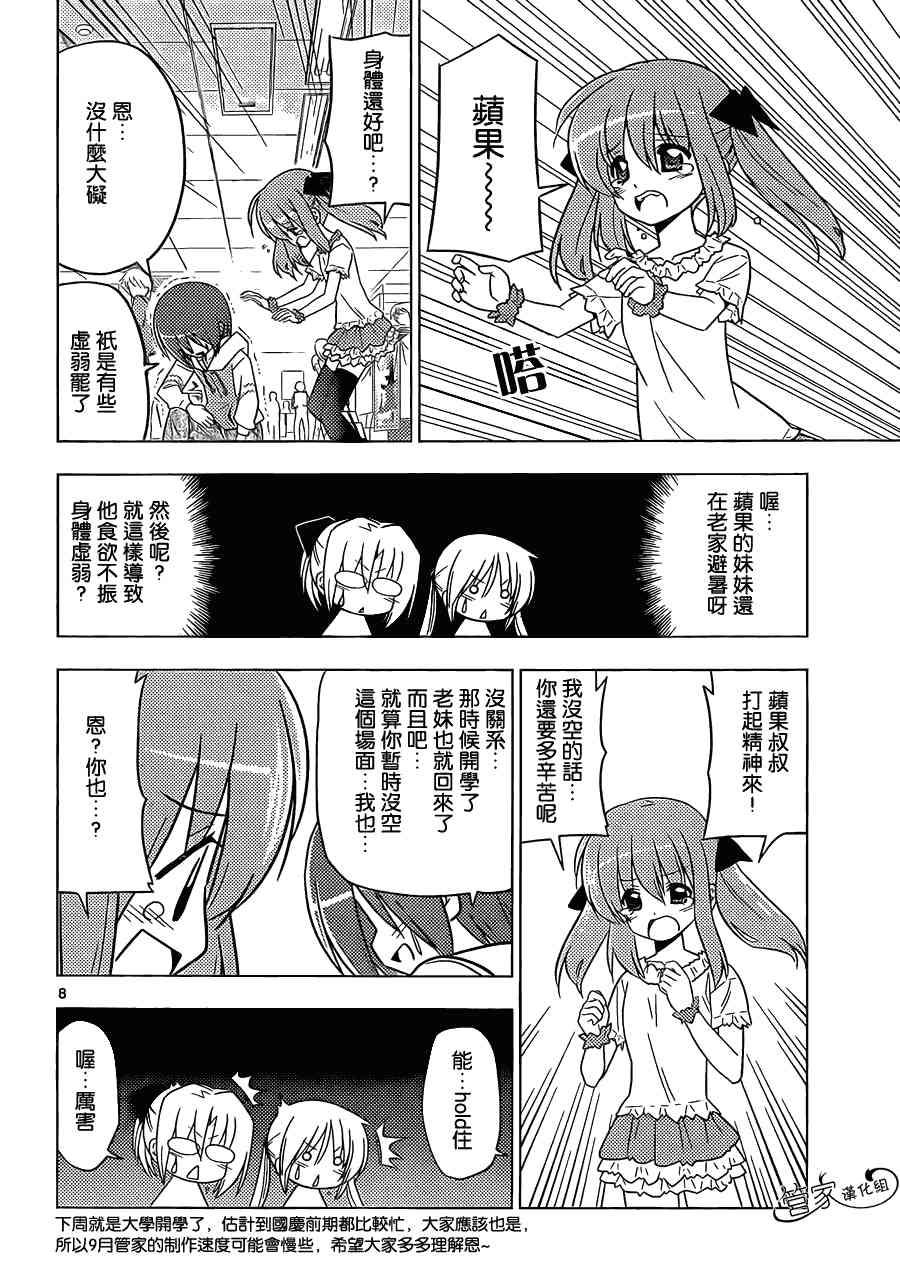 蘋果~~~~
嗒
身體還好吧…?
恩…
沒什麼大礙
衹是有些
虛弱罷了
喔…
蘋果的妹妹還
在老家避暑呀
然後呢?
就這樣導致
他食欲不振
身體虛弱?
蘋果叔叔
打起精神來!
我沒空的話…
你還要多辛苦呢
沒關系…
那時候開學了
老妹也就回來了
而且吧…
就算你暫時沒空
這個場面…我也…
恩?你也…?
8
能…hold住
喔…厲害
管家漢化組
下周就是大學開學了，估計到國慶前期都比較忙，大家應該也是，
所以9月管家的制作速度可能會慢些，希望大家多多理解恩~